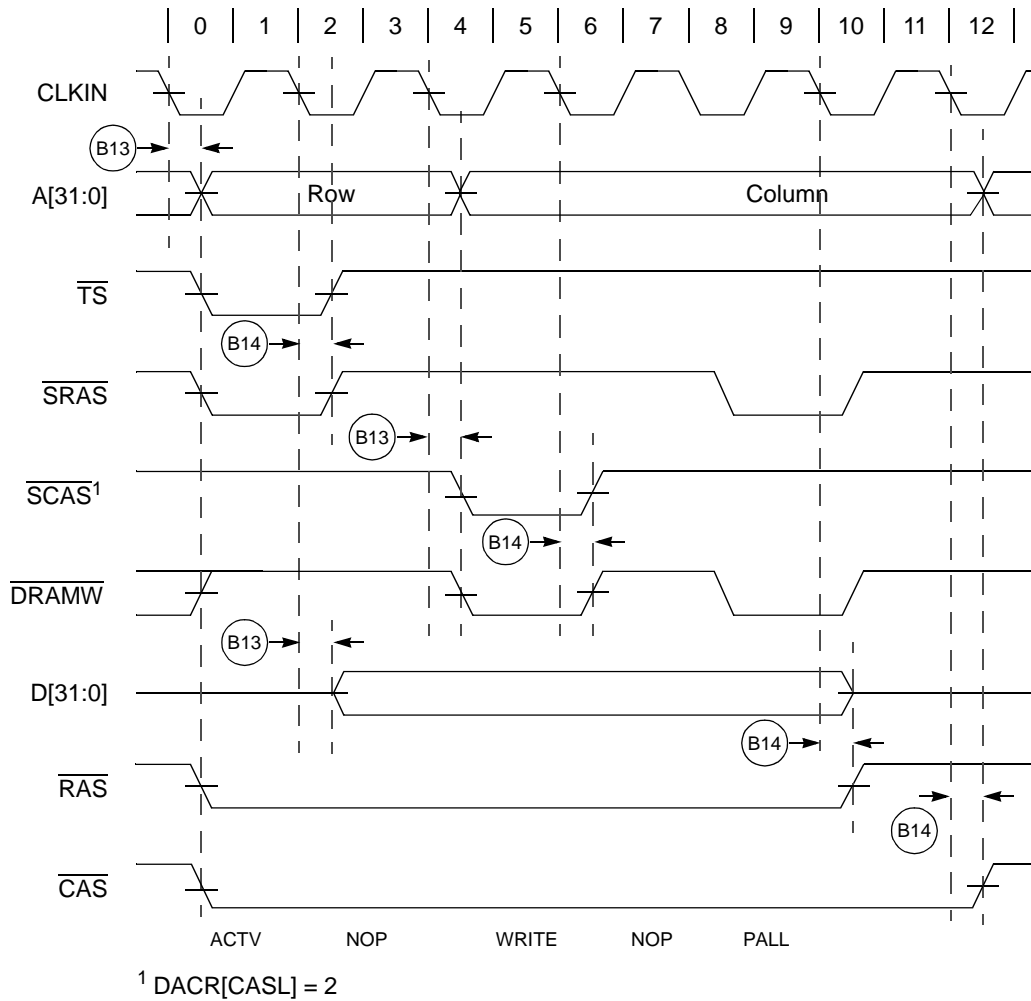 0 1 2 3 4 5 6 7 8 9 10 11 12
CLKIN
B13
A[31:0] Row Column
TS
B14
SRAS
B13
SCAS¹
B14
DRAMW
B13
D[31:0]
B14
RAS
B14
CAS
ACTV NOP WRITE NOP PALL
¹ DACR[CASL] = 2